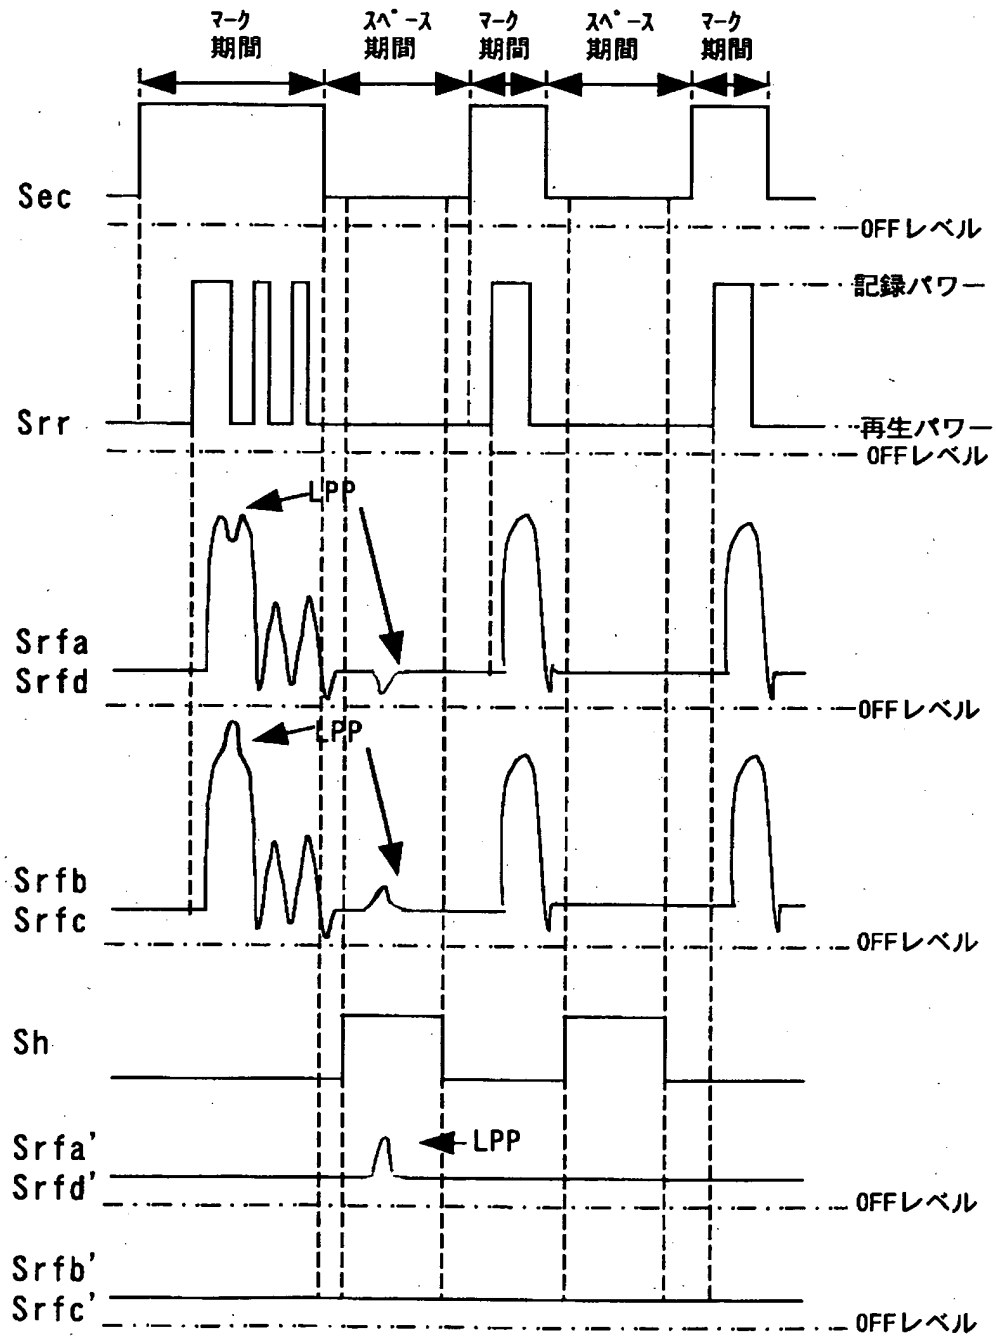 マーク スペース マーク スペース マーク
期間 期間 期間 期間 期間
Sec
OFFレベル
記録パワー
Srr
再生パワー
OFFレベル
LPP
Srfa
Srfd
OFFレベル
LPP
Srfb
Srfc
OFFレベル
Sh
Srfa'
LPP
Srfd'
OFFレベル
Srfb'
Srfc'
OFFレベル